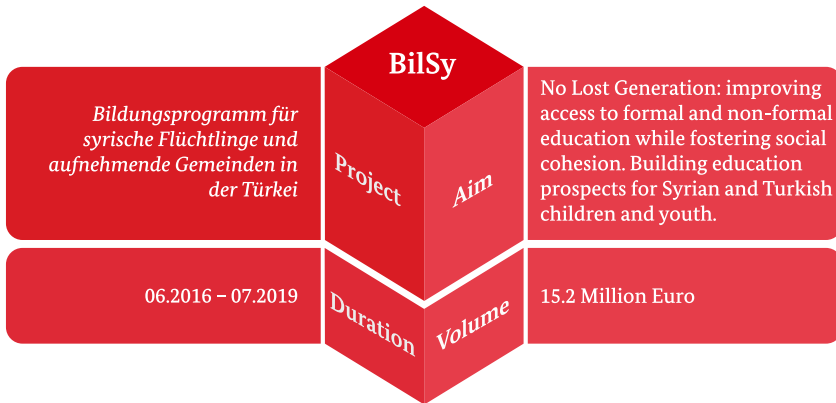 BilSy
Bildungsprogramm für
syrische Flüchtlinge und
aufnehmende Gemeinden in
der Türkei
Project
Aim
No Lost Generation: improving
access to formal and non-formal
education while fostering social
cohesion. Building education
prospects for Syrian and Turkish
children and youth.
06.2016 – 07.2019
Duration
Volume
15.2 Million Euro